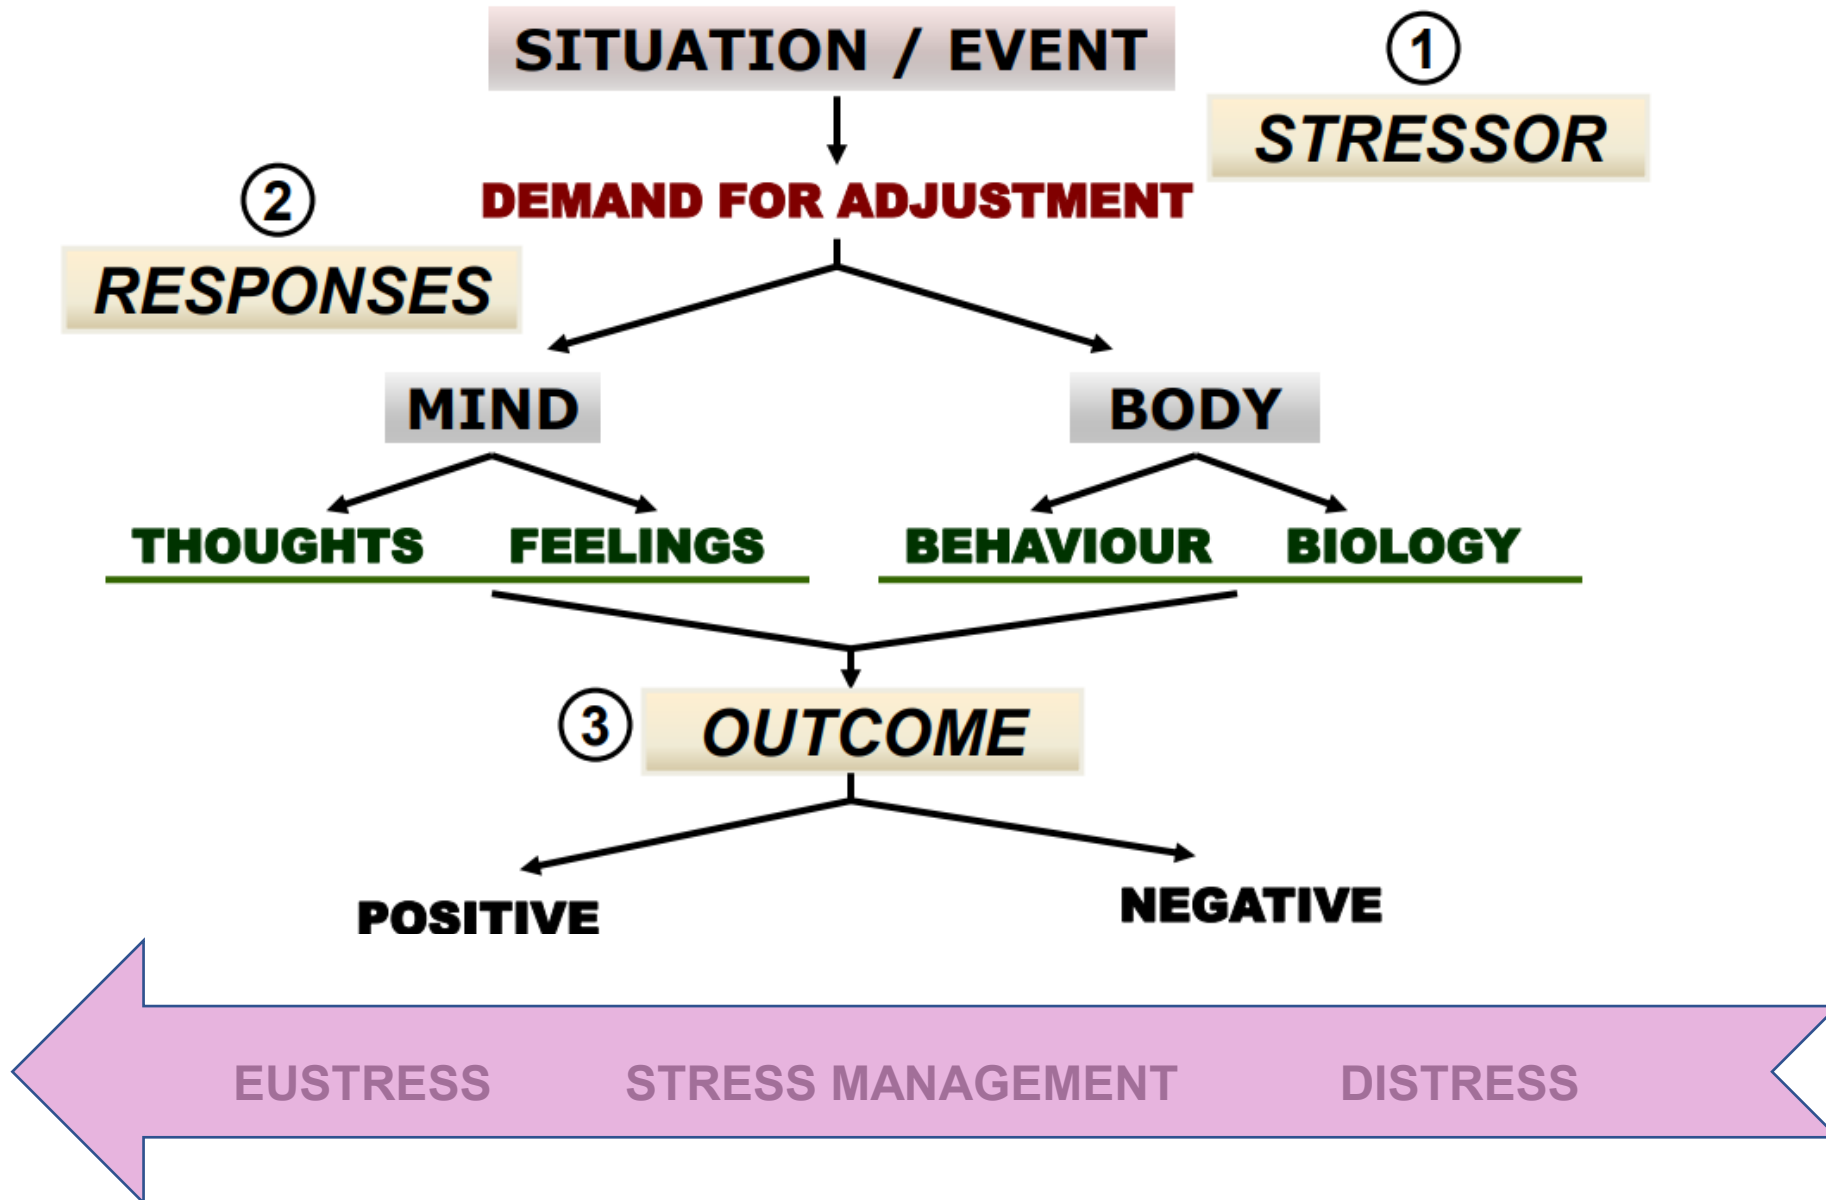 SITUATION / EVENT
1
STRESSOR
DEMAND FOR ADJUSTMENT
2
RESPONSES
MIND
BODY
THOUGHTS FEELINGS
BEHAVIOUR BIOLOGY
3
OUTCOME
POSITIVE
NEGATIVE
EUSTRESS STRESS MANAGEMENT DISTRESS